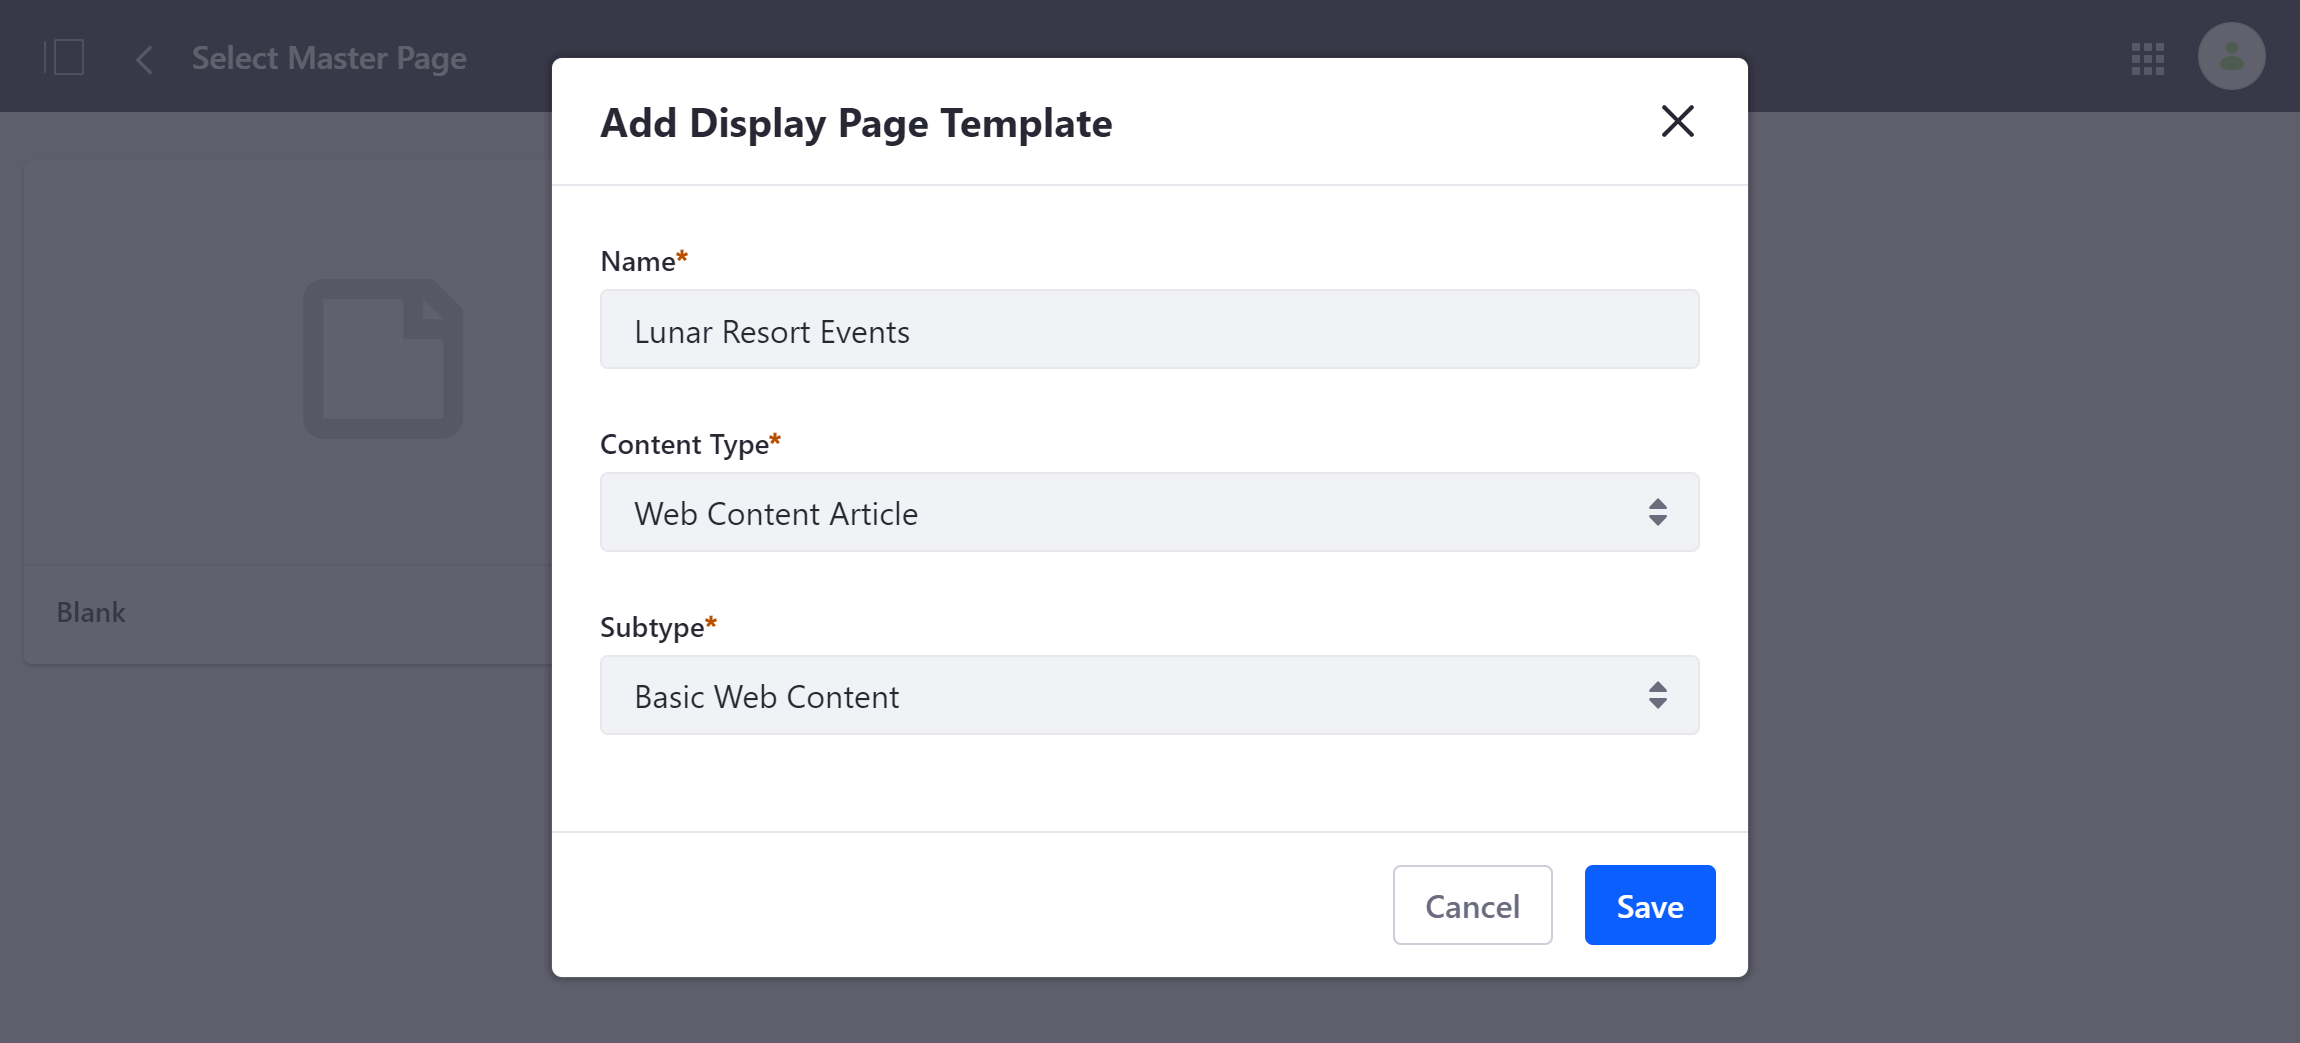 Select Master Page
Add Display Page Template
Name*
Lunar Resort Events
Content Type*
Web Content Article
Subtype*
Basic Web Content
Blank
Cancel
Save